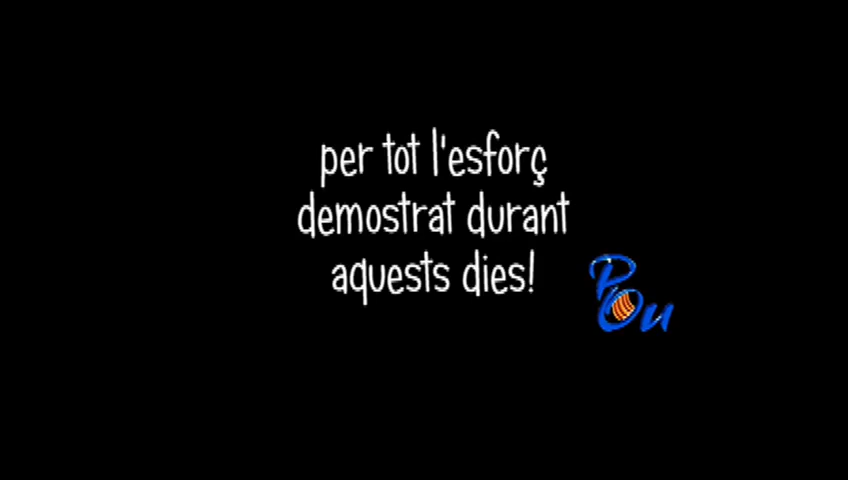 per tot l'esforç
demostrat durant
aquests dies!
POu